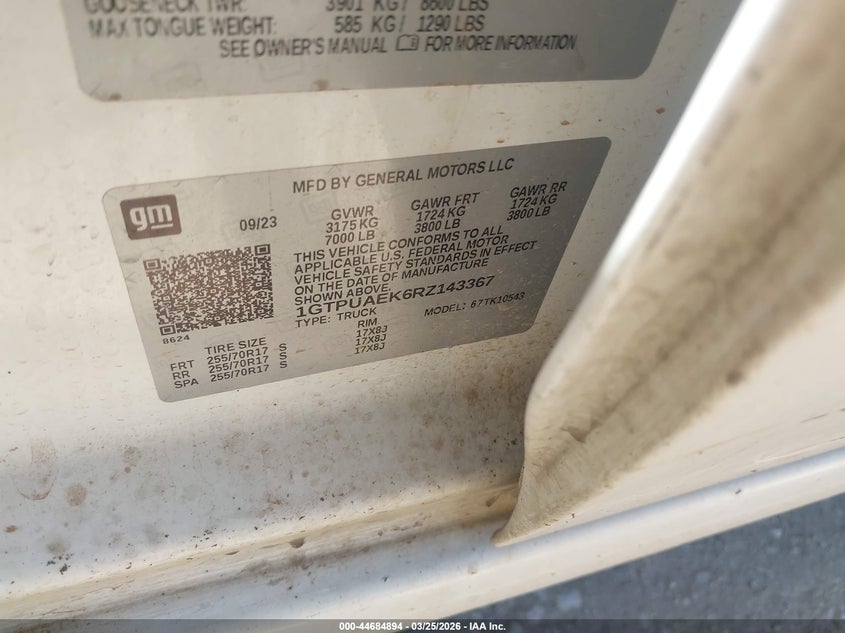 GOOSENECK TWR: 3901 KG/ 8600 LBS
MAX TONGUE WEIGHT: 585 KG/ 1290 LBS
SEE OWNER'S MANUAL FOR MORE INFORMATION
MFD BY GENERAL MOTORS LLC
gm
09/23
GVWR GAWR FRT GAWR RR
3175 KG 1724 KG 1724 KG
7000 LB 3800 LB 3800 LB
THIS VEHICLE CONFORMS TO ALL
APPLICABLE U.S. FEDERAL MOTOR
VEHICLE SAFETY STANDARDS IN EFFECT
ON THE DATE OF MANUFACTURE
SHOWN ABOVE.
1GTPUAEK6RZ143367
TYPE: TRUCK MODEL: 67TK10543
8624
TIRE SIZE RIM
FRT 255/70R17 S 17X8J
RR 255/70R17 S 17X8J
SPA 255/70R17 S 17X8J
000-44684894 | 03/25/2026 | IAA Inc.